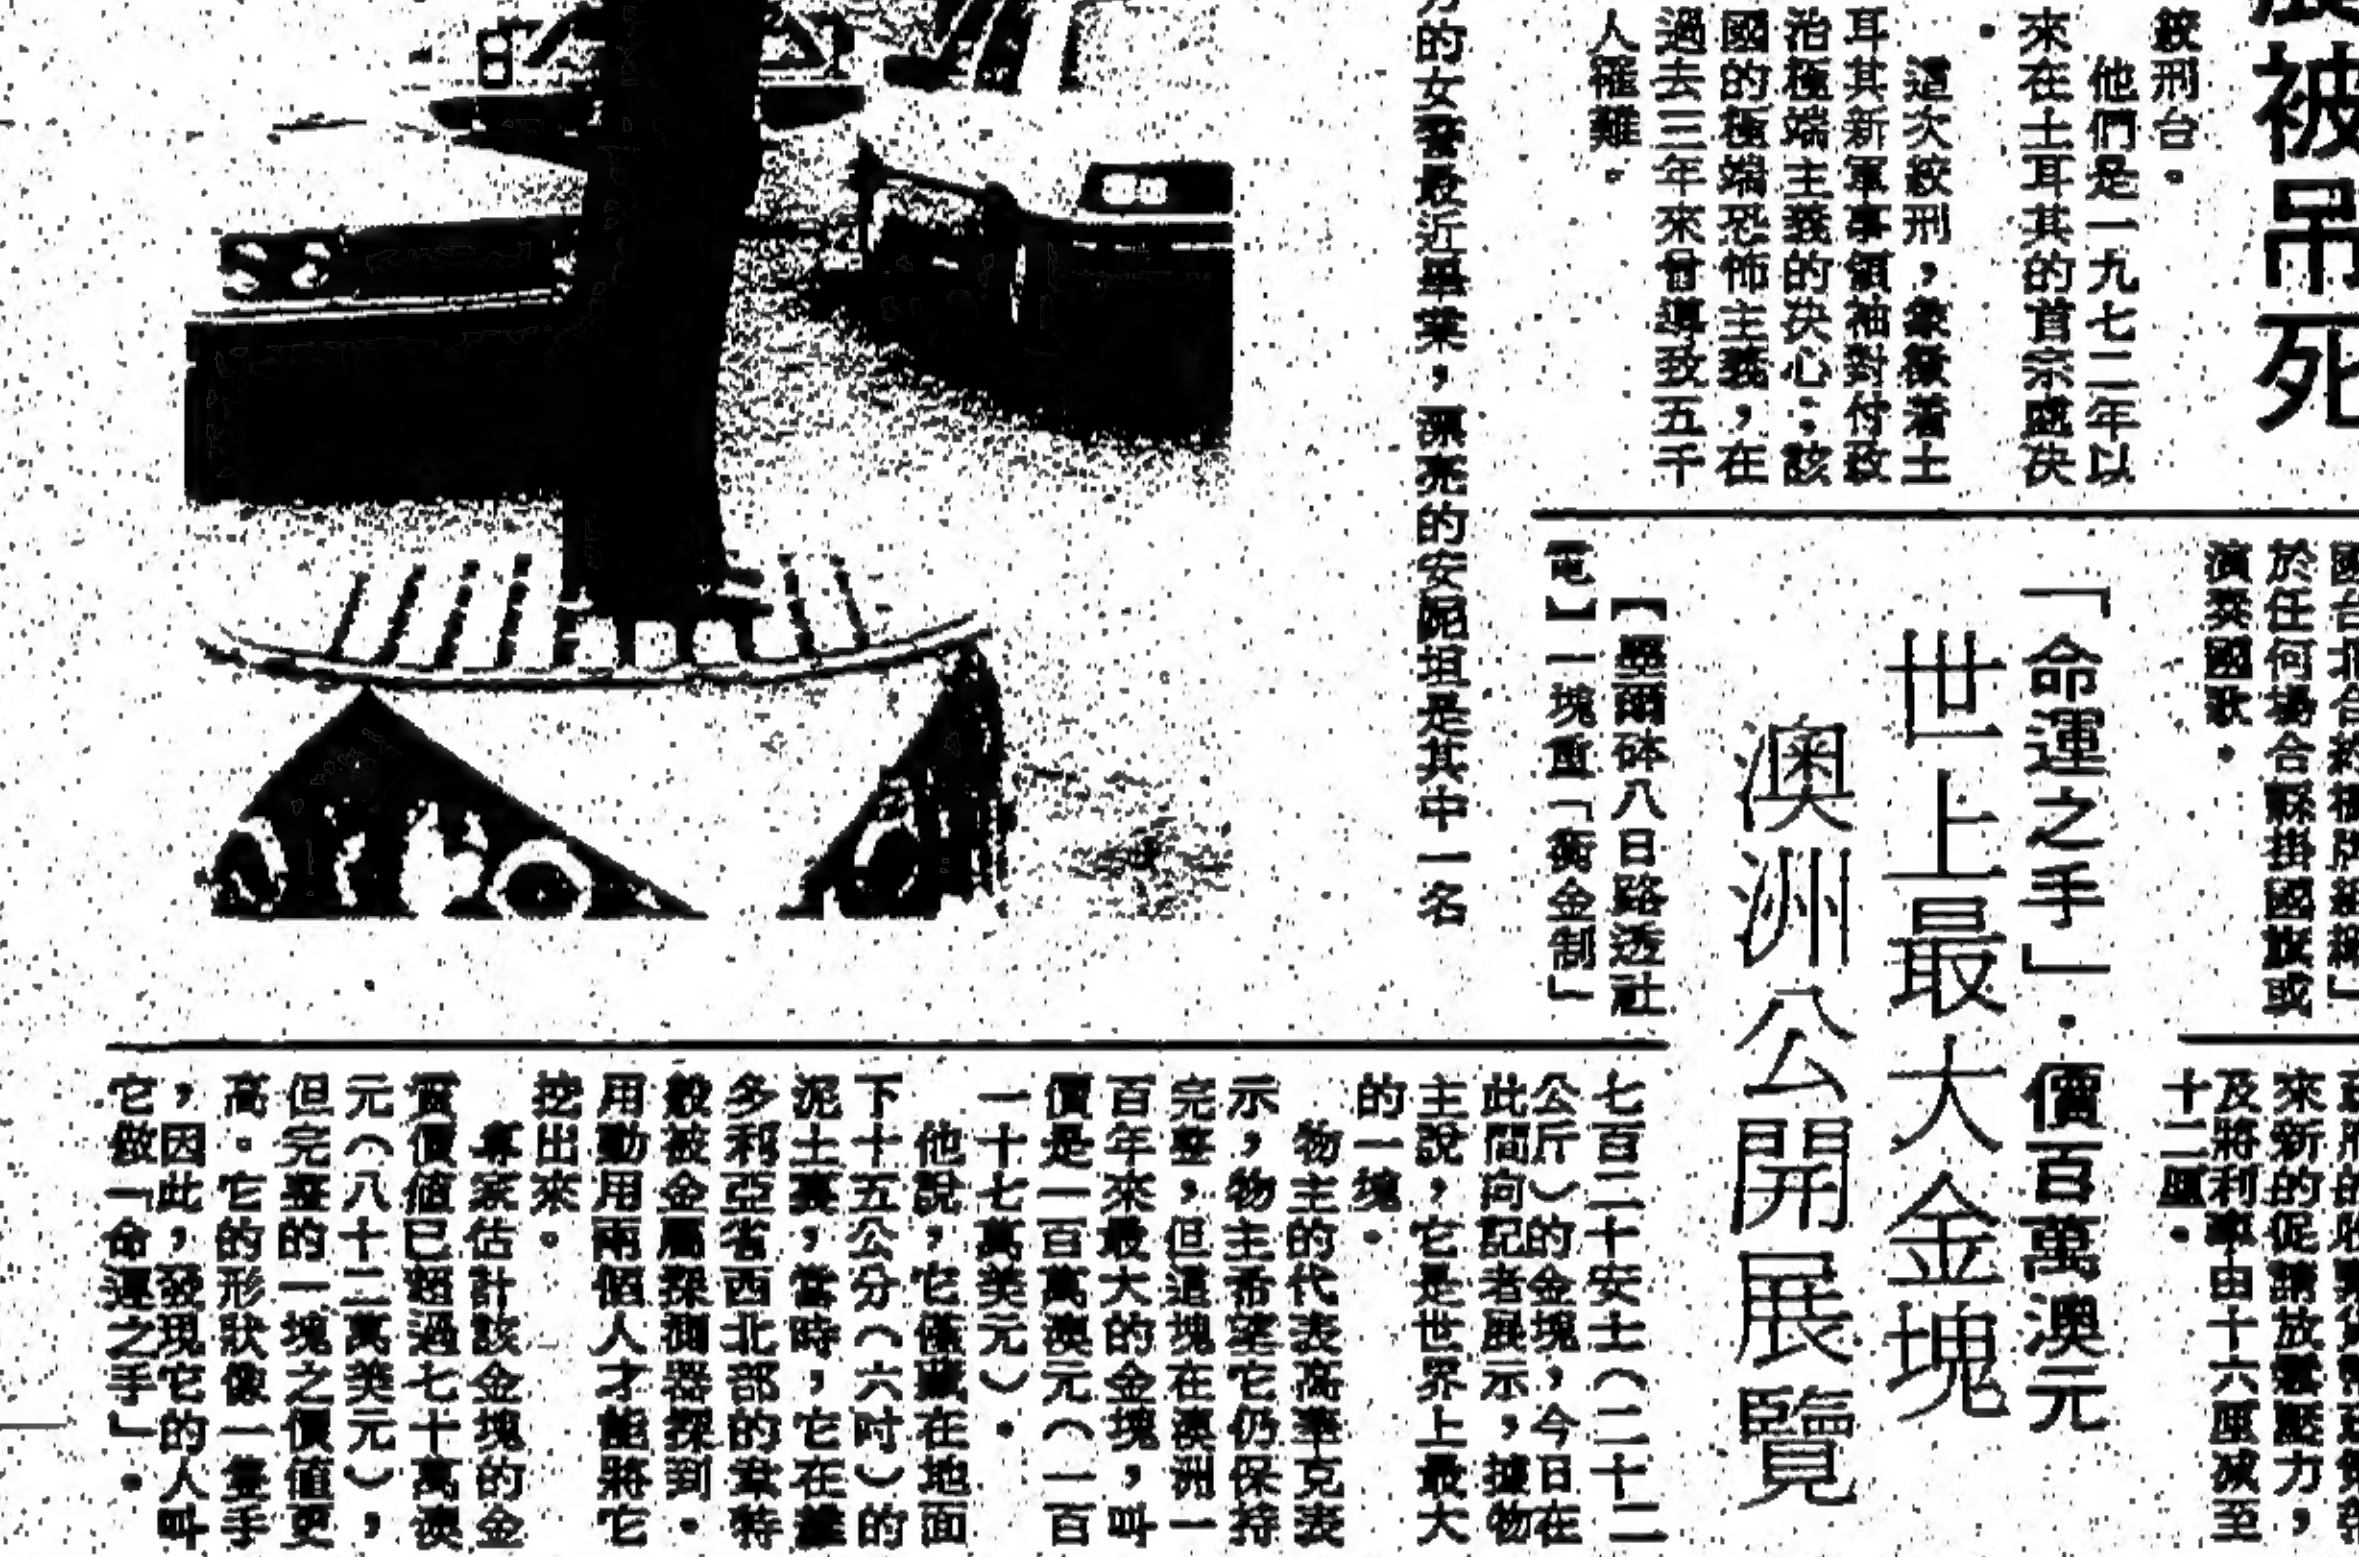 被吊死
絞刑台。
他們是一九七二年以
來在土耳其的首宗處决
。
這次絞刑，象徵着土
耳其新軍事領袖對付政
治極端主義的决心；該
國的極端恐怖主義，在
過去三年來曾導致五千
人罹難。
的女警最近畢業，漂亮的安妮坦是其中一名
於任何場合懸掛國旗或
演英國歌。
來新的促請放鬆壓力，
及將利率由十六厘减至
十二厘。
「命運之手」·價百萬澳元
世上最大金塊
澳洲公開展覽
【墨爾砵八日路透社
電】一塊重「衡金制」
七百二十安士（二十二
公斤）的金塊，今日在
此間向記者展示，據物
主說，它是世界上最大
的一塊。
物主的代表高華克表
示，物主希望它仍保持
完整，但這塊在澳洲一
百年來最大的金塊，叫
價是一百萬澳元（一百
一十七萬美元）。
他說，它僅藏在地面
下十五公分（六吋）的
泥土裏，當時，它在離
多利亞省西北部的韋特
般被金屬探測器探到。
用動用兩個人才能將它
挖出來。
專家估計該金塊的金
質價值已超過七十萬澳
元（八十二萬美元），
但完整的一塊之價值更
高。它的形狀像一隻手
，因此，發現它的人叫
它做「命運之手」。